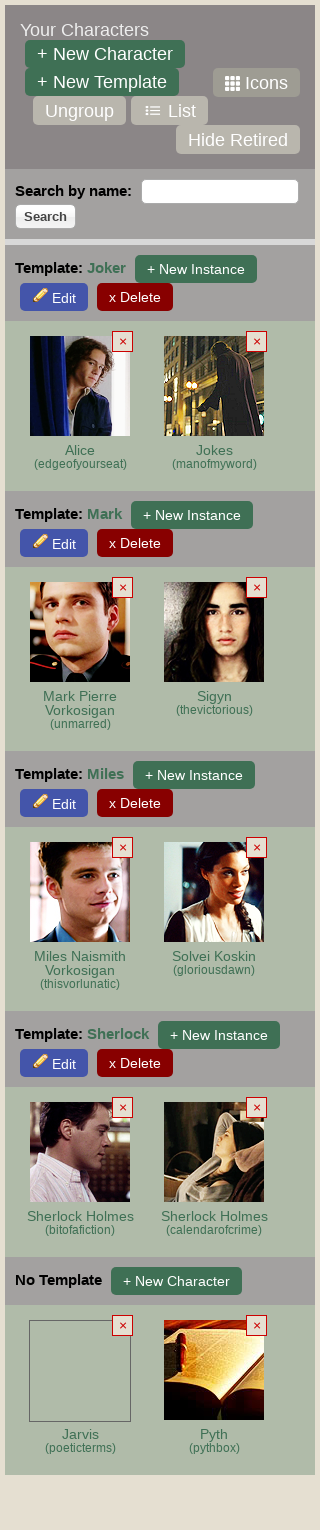 Your Characters
+ New Character
+ New Template
Icons
Ungroup
List
Hide Retired
Search by name:
Search
Template: Joker + New Instance
Edit x Delete
× ×
Alice Jokes
(edgeofyourseat) (manofmyword)
Template: Mark + New Instance
Edit x Delete
× ×
Mark Pierre Sigyn
Vorkosigan (thevictorious)
(unmarred)
Template: Miles + New Instance
Edit x Delete
× ×
Miles Naismith Solvei Koskin
Vorkosigan (gloriousdawn)
(thisvorlunatic)
Template: Sherlock + New Instance
Edit x Delete
× ×
Sherlock Holmes Sherlock Holmes
(bitofafiction) (calendarofcrime)
No Template + New Character
× ×
Jarvis Pyth
(poeticterms) (pythbox)